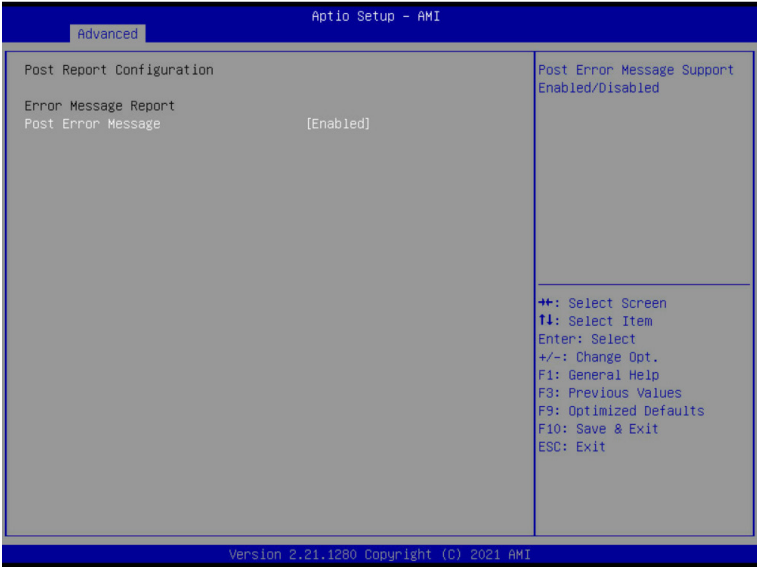 Aptio Setup – AMI
Advanced
Post Report Configuration
Error Message Report
Post Error Message [Enabled]
Post Error Message Support
Enabled/Disabled
→←: Select Screen
↑↓: Select Item
Enter: Select
+/-: Change Opt.
F1: General Help
F3: Previous Values
F9: Optimized Defaults
F10: Save & Exit
ESC: Exit
Version 2.21.1280 Copyright (C) 2021 AMI